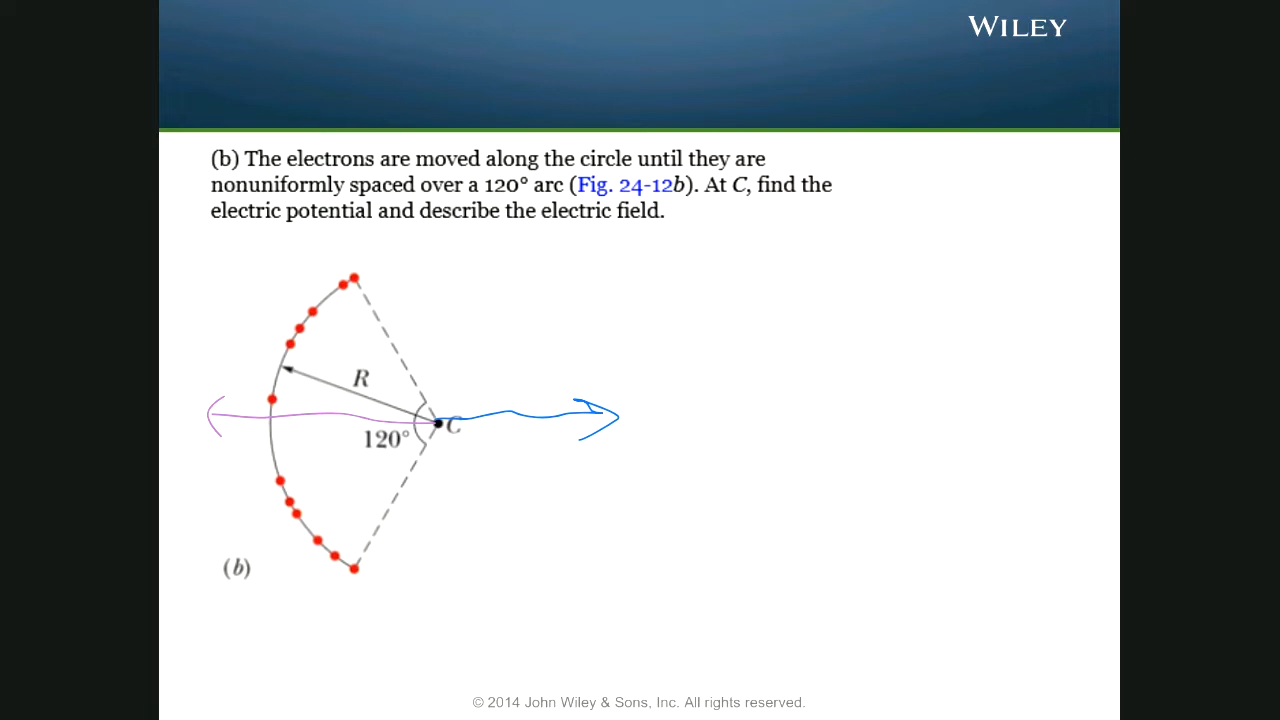 WILEY
(b) The electrons are moved along the circle until they are
nonuniformly spaced over a 120° arc (Fig. 24-12b). At C, find the
electric potential and describe the electric field.
R
C
120°
(b)
© 2014 John Wiley & Sons, Inc. All rights reserved.